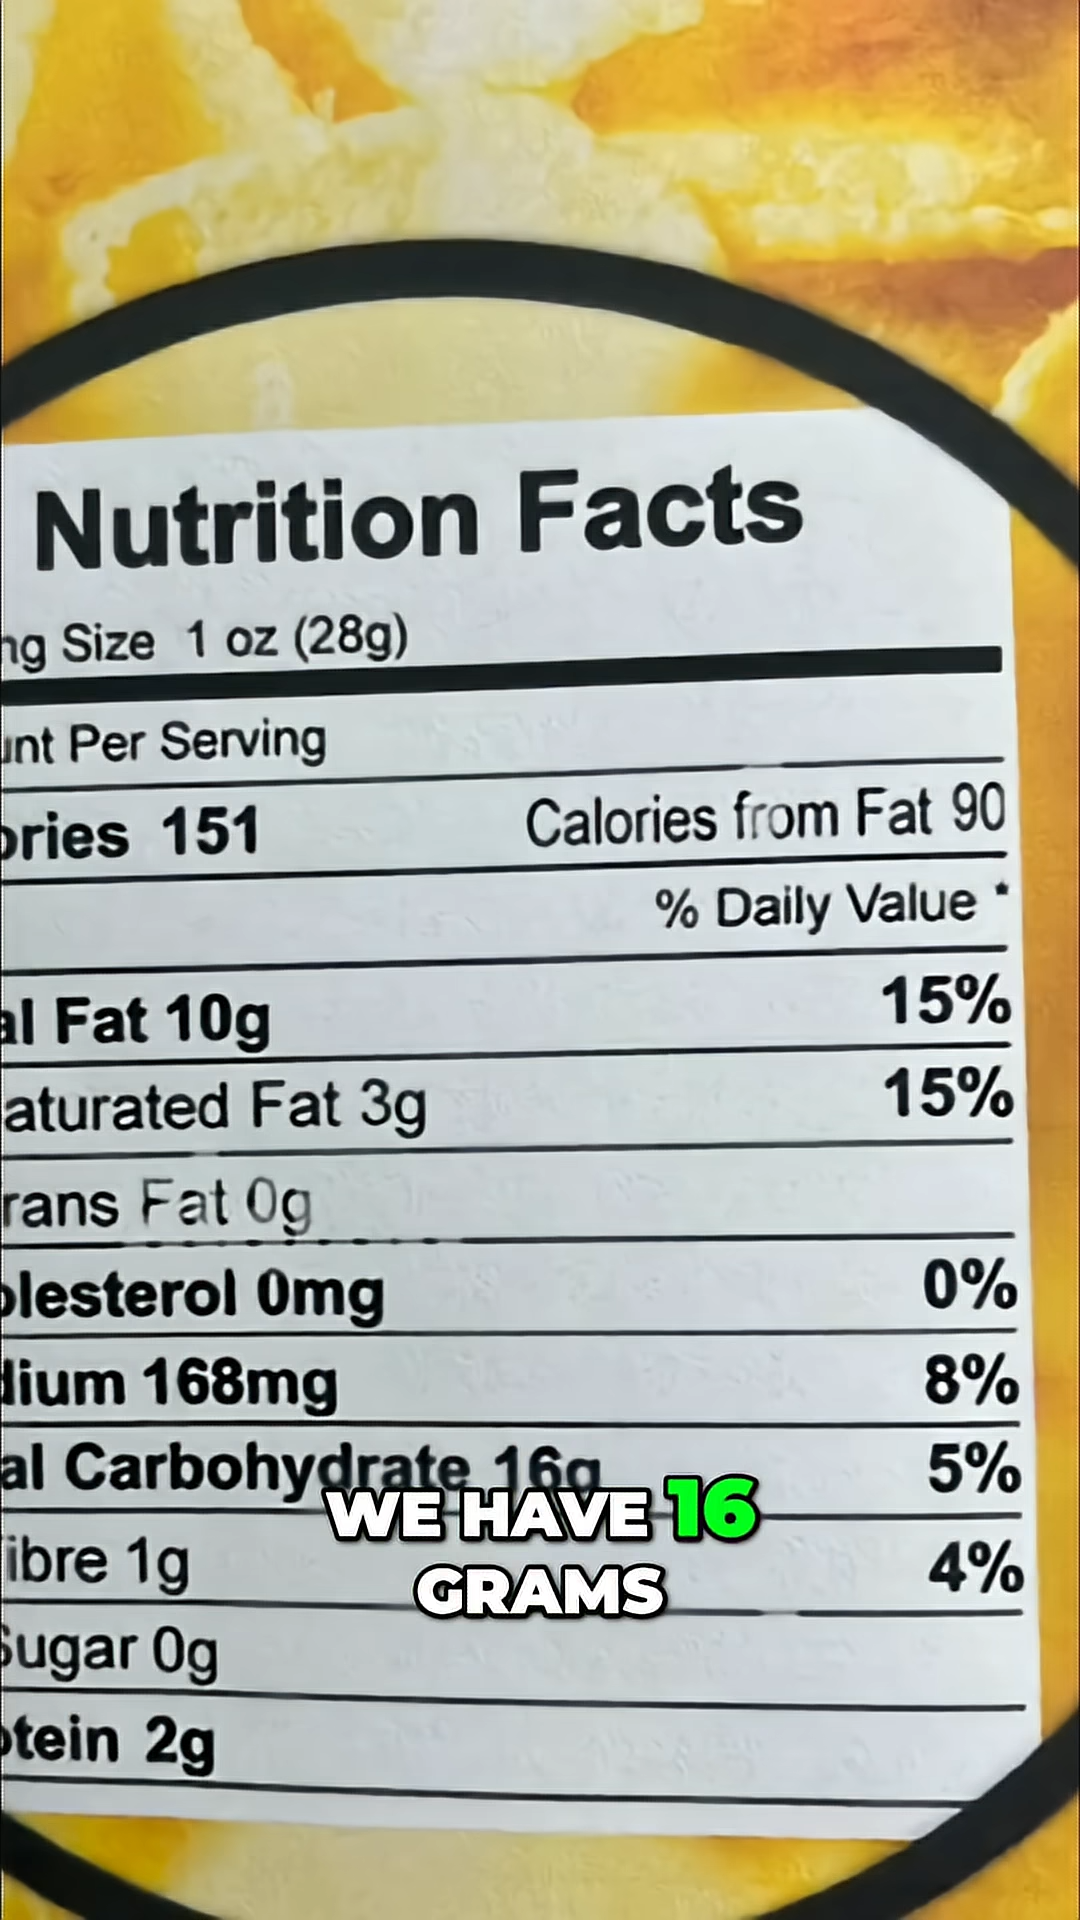 Nutrition Facts
ng Size 1 oz (28g)
unt Per Serving
ories 151 Calories from Fat 90
% Daily Value *
al Fat 10g 15%
aturated Fat 3g 15%
rans Fat 0g
olesterol 0mg 0%
dium 168mg 8%
al Carbohydrate 16g 5%
WE HAVE 16
ibre 1g 4%
GRAMS
Sugar 0g
otein 2g